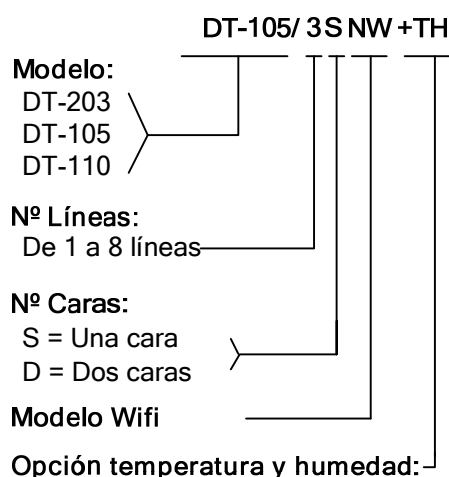 DT-105/ 3 S NW +TH
Modelo:
DT-203
DT-105
DT-110
Nº Líneas:
De 1 a 8 líneas
Nº Caras:
S = Una cara
D = Dos caras
Modelo Wifi
Opción temperatura y humedad: